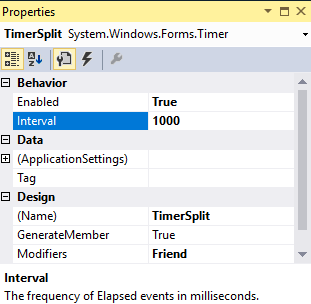 Properties
TimerSplit System.Windows.Forms.Timer
Behavior
Enabled True
Interval 1000
Data
(ApplicationSettings)
Tag
Design
(Name) TimerSplit
GenerateMember True
Modifiers Friend
Interval
The frequency of Elapsed events in milliseconds.